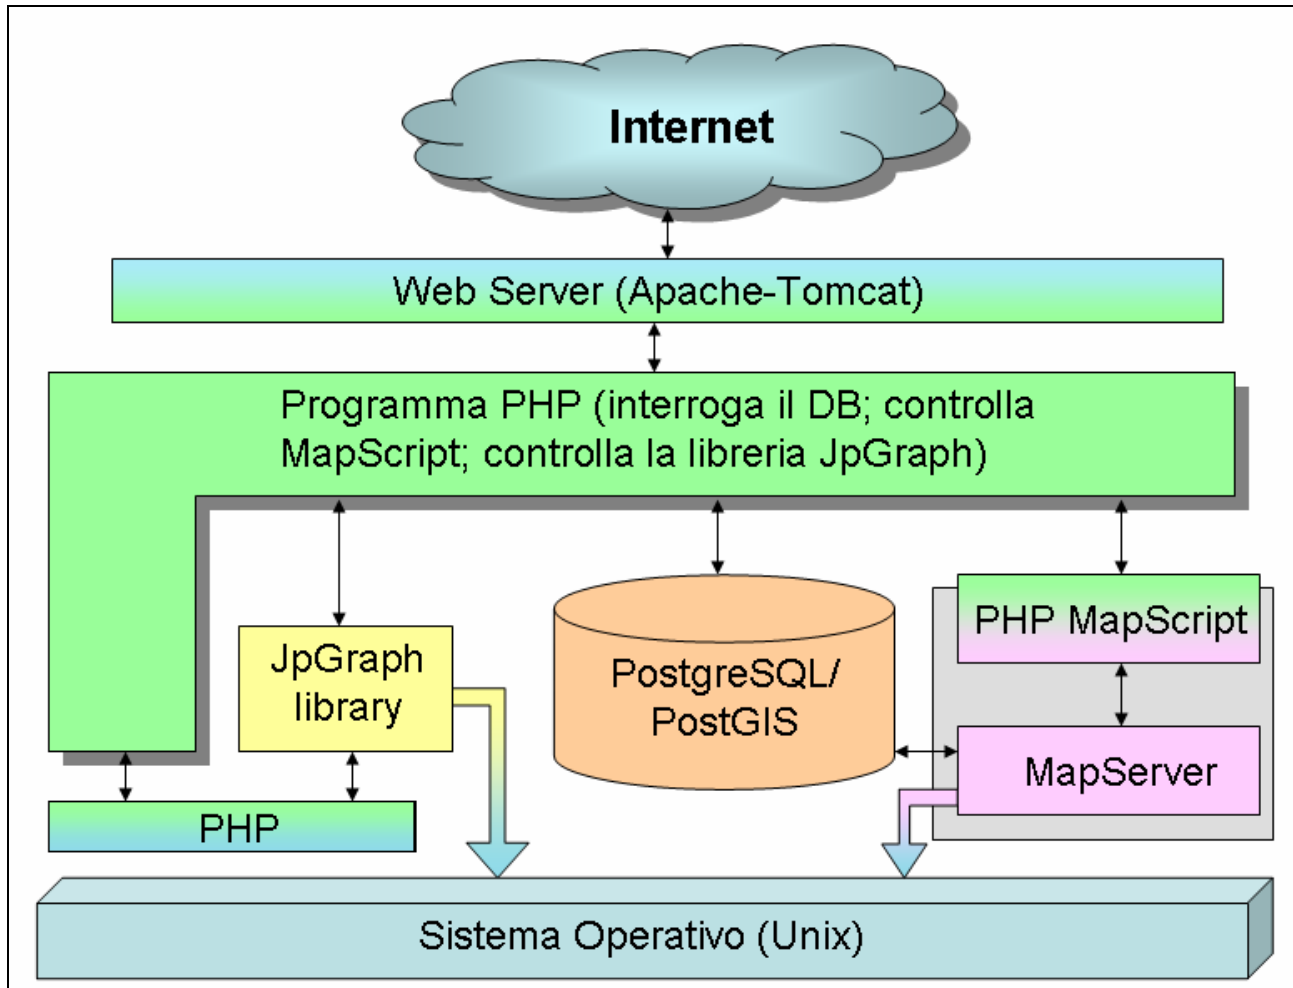 Internet
Web Server (Apache-Tomcat)
Programma PHP (interroga il DB; controlla
MapScript; controlla la libreria JpGraph)
JpGraph
library
PostgreSQL/
PostGIS
PHP MapScript
MapServer
PHP
Sistema Operativo (Unix)